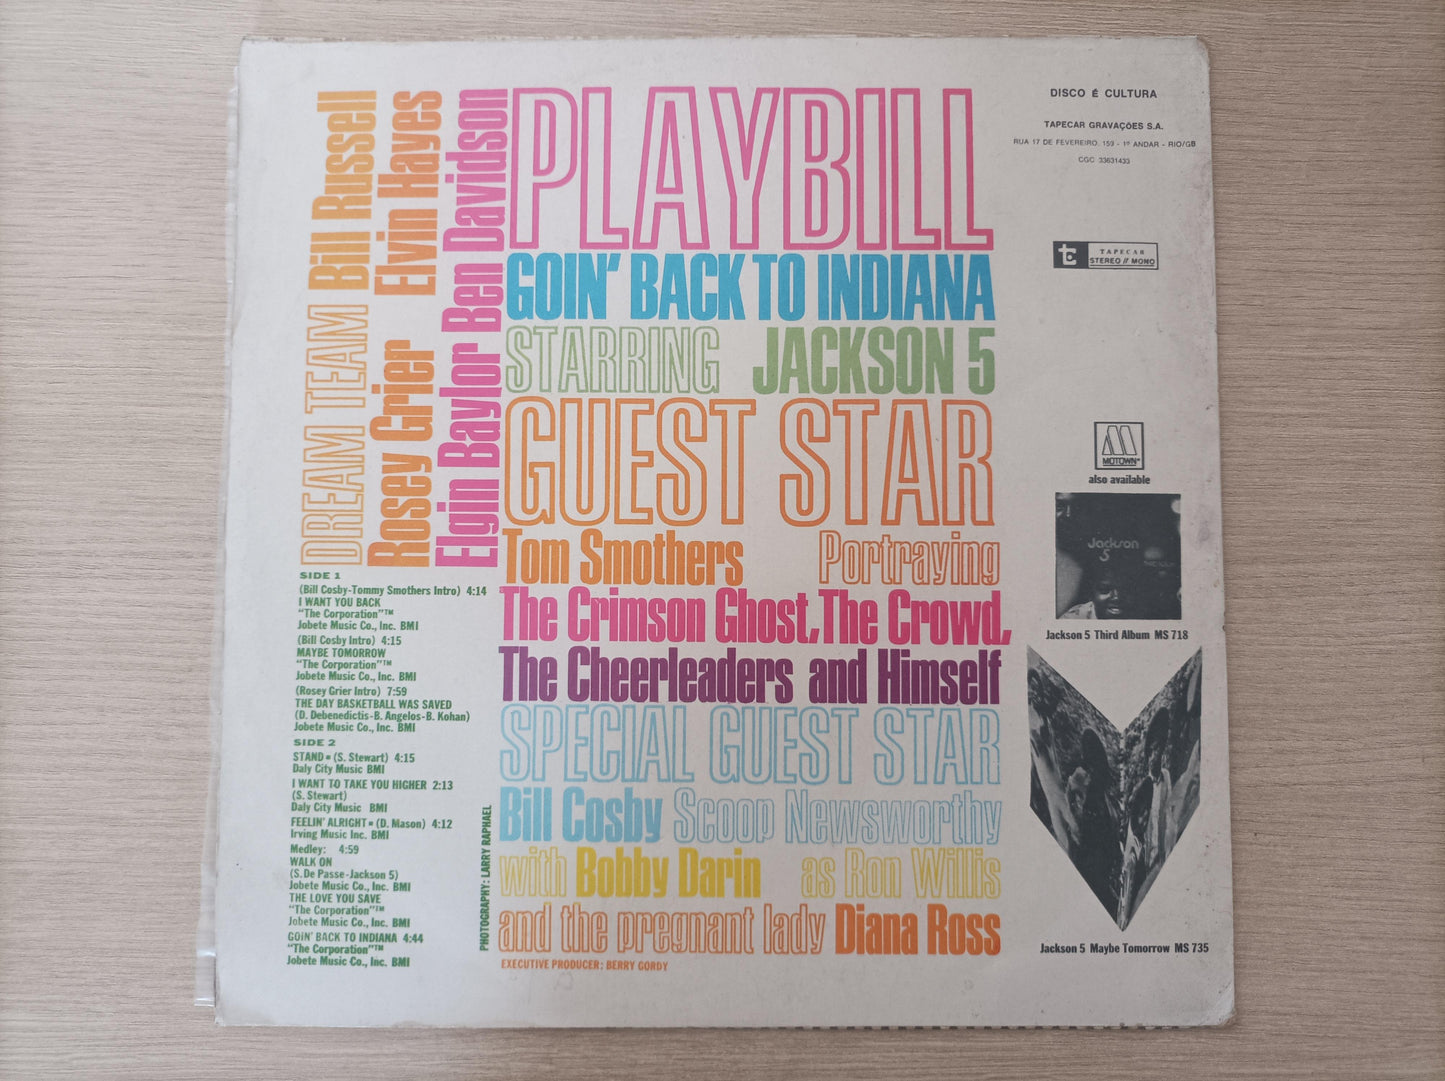 DREAM TEAM Bill Russell
Rosey Grier Elvin Hayes
Elgin Baylor Ben Davidson
PLAYBILL
GOIN' BACK TO INDIANA
STARRING JACKSON 5
GUEST STAR
Tom Smothers Portraying
The Crimson Ghost, The Crowd,
The Cheerleaders and Himself
SPECIAL GUEST STAR
Bill Cosby Scoop Newsworthy
with Bobby Darin as Ron Willis
and the pregnant lady Diana Ross
EXECUTIVE PRODUCER: BERRY GORDY
PHOTOGRAPHY: LARRY RAPHAEL
SIDE 1
(Bill Cosby-Tommy Smothers Intro) 4:14
I WANT YOU BACK
"The Corporation"™
Jobete Music Co., Inc. BMI
(Bill Cosby Intro) 4:15
MAYBE TOMORROW
"The Corporation"™
Jobete Music Co., Inc. BMI
(Rosey Grier Intro) 7:59
THE DAY BASKETBALL WAS SAVED
(D. Debenedictis-B. Angelos-B. Kohan)
Jobete Music Co., Inc. BMI
SIDE 2
STAND▪(S. Stewart) 4:15
Daly City Music BMI
I WANT TO TAKE YOU HIGHER 2:13
(S. Stewart)
Daly City Music BMI
FEELIN' ALRIGHT▪(D. Mason) 4:12
Irving Music Inc. BMI
Medley: 4:59
WALK ON
(S. De Passe-Jackson 5)
Jobete Music Co., Inc. BMI
THE LOVE YOU SAVE
"The Corporation"™
Jobete Music Co., Inc. BMI
GOIN' BACK TO INDIANA 4:44
"The Corporation"™
Jobete Music Co., Inc. BMI
DISCO É CULTURA
TAPECAR GRAVAÇÕES S.A.
RUA 17 DE FEVEREIRO, 159 - 1º ANDAR - RIO/GB
CGC 33631433
tc
TAPECAR
STEREO // MONO
M
MOTOWN
also available
Jackson
5
Jackson 5 Third Album MS 718
Jackson 5 Maybe Tomorrow MS 735